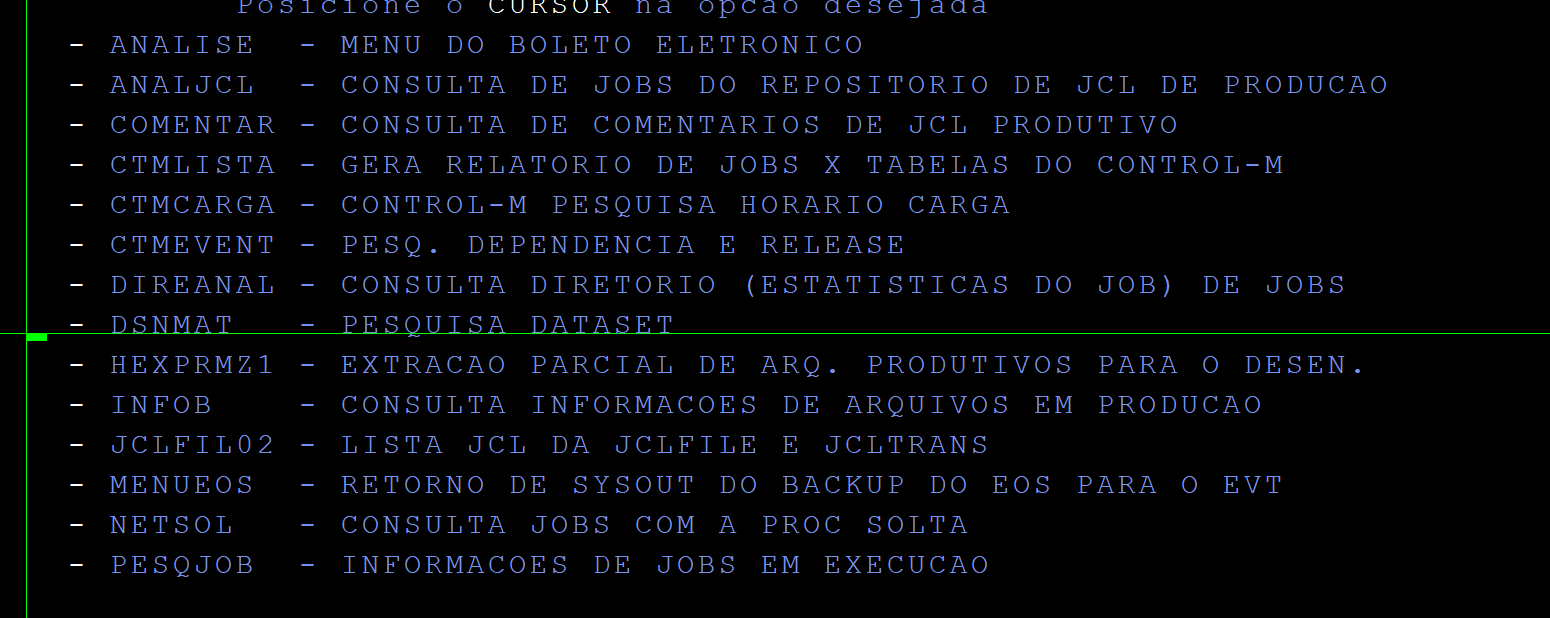 Posicione o CURSOR na opcao desejada
- ANALISE  - MENU DO BOLETO ELETRONICO
- ANALJCL  - CONSULTA DE JOBS DO REPOSITORIO DE JCL DE PRODUCAO
- COMENTAR - CONSULTA DE COMENTARIOS DE JCL PRODUTIVO
- CTMLISTA - GERA RELATORIO DE JOBS X TABELAS DO CONTROL-M
- CTMCARGA - CONTROL-M PESQUISA HORARIO CARGA
- CTMEVENT - PESQ. DEPENDENCIA E RELEASE
- DIREANAL - CONSULTA DIRETORIO (ESTATISTICAS DO JOB) DE JOBS
- DSNMAT   - PESQUISA DATASET
- HEXPRMZ1 - EXTRACAO PARCIAL DE ARQ. PRODUTIVOS PARA O DESEN.
- INFOB    - CONSULTA INFORMACOES DE ARQUIVOS EM PRODUCAO
- JCLFIL02 - LISTA JCL DA JCLFILE E JCLTRANS
- MENUEOS  - RETORNO DE SYSOUT DO BACKUP DO EOS PARA O EVT
- NETSOL   - CONSULTA JOBS COM A PROC SOLTA
- PESQJOB  - INFORMACOES DE JOBS EM EXECUCAO